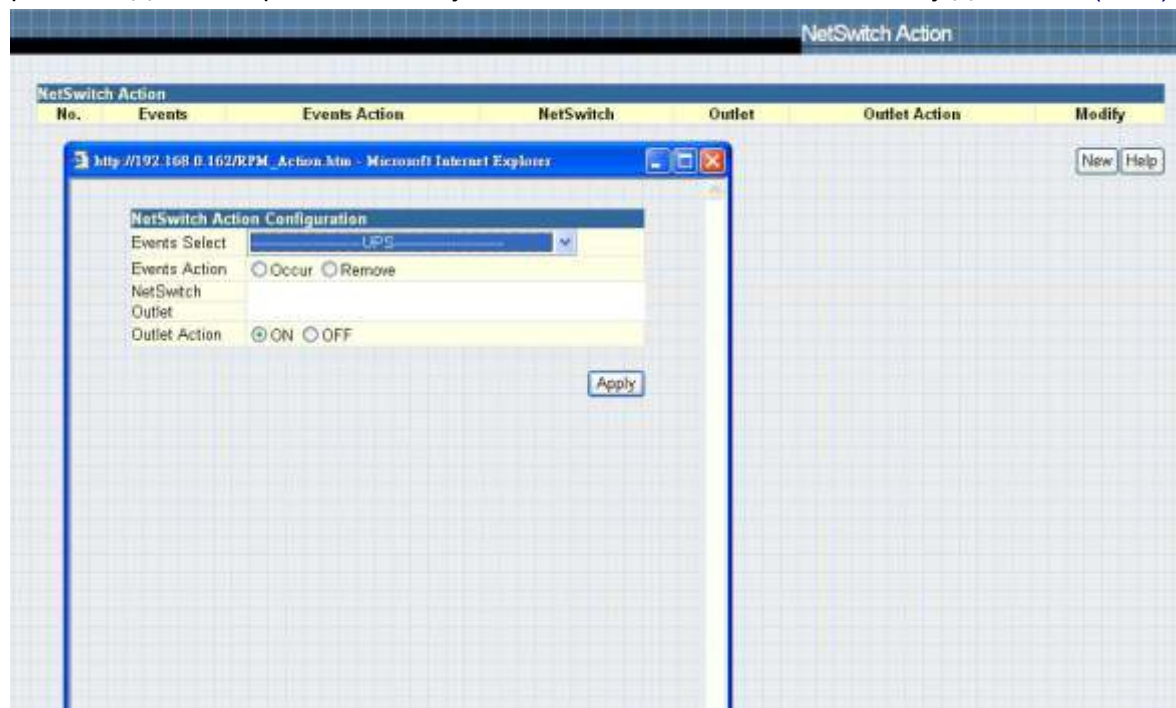 NetSwitch Action
NetSwitch Action
No. Events Events Action NetSwitch Outlet Outlet Action Modify
http://192.168.0.162/RPM_Action.htm - Microsoft Internet Explorer
New Help
NetSwitch Action Configuration
Events Select UPS
Events Action Occur Remove
NetSwitch
Outlet
Outlet Action ON OFF
Apply